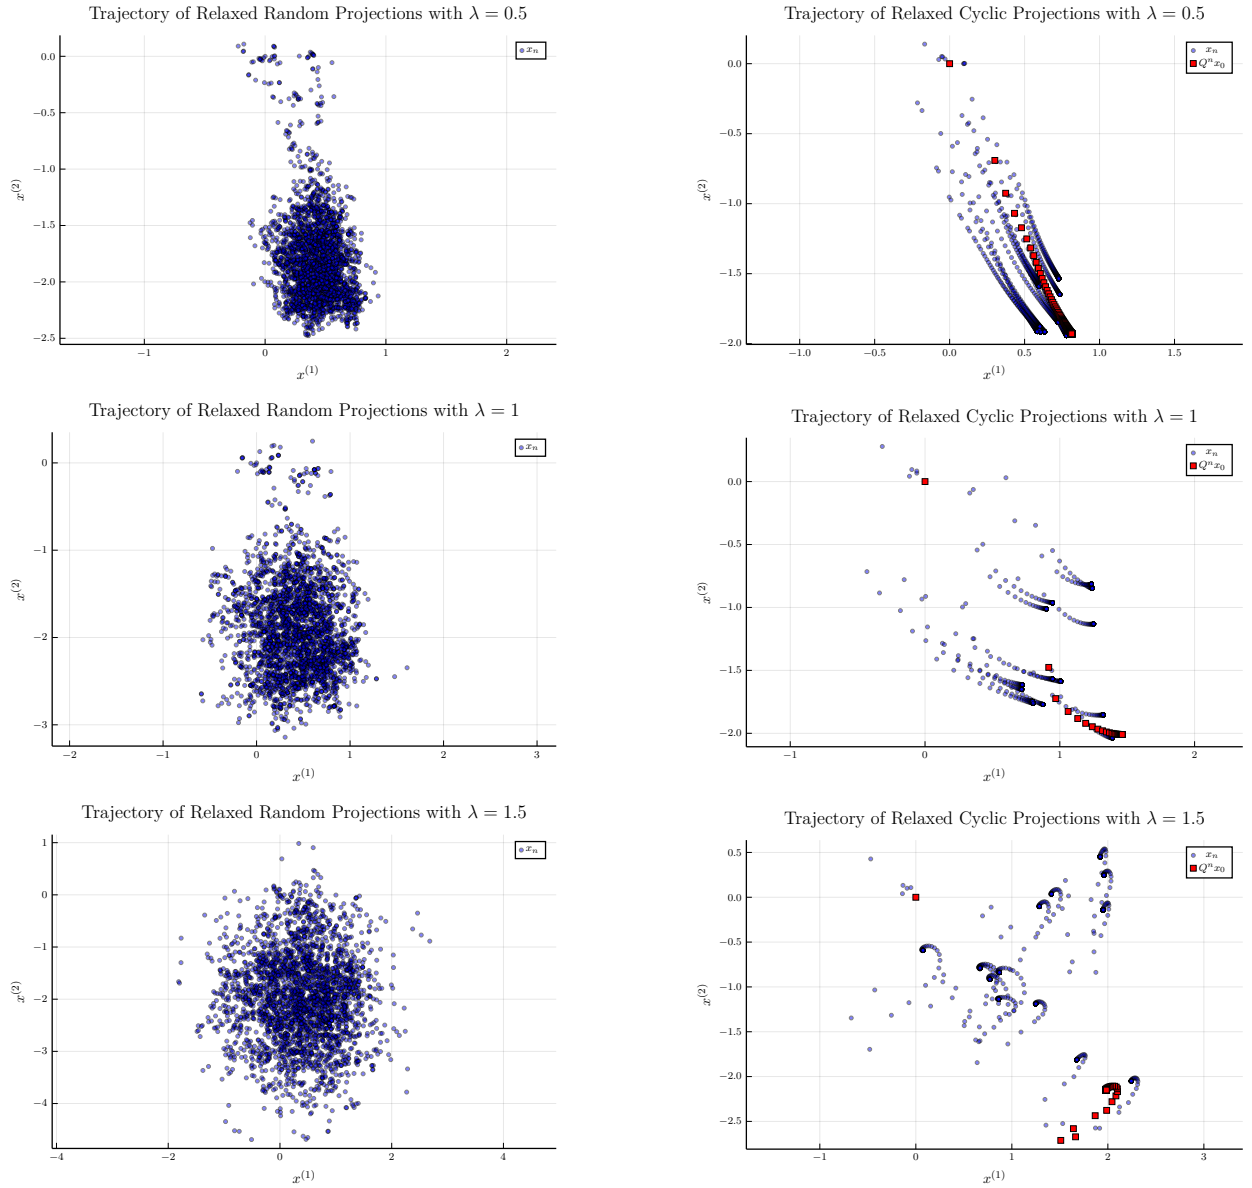 Trajectory of Relaxed Random Projections with λ = 0.5
x_n
0.0
−0.5
−1.0
−1.5
−2.0
−2.5
x^(2)
−1
0
1
2
x^(1)
Trajectory of Relaxed Cyclic Projections with λ = 0.5
x_n
Q^n x_0
0.0
−0.5
−1.0
−1.5
−2.0
x^(2)
−1.0
−0.5
0.0
0.5
1.0
1.5
x^(1)
Trajectory of Relaxed Random Projections with λ = 1
x_n
0
−1
−2
−3
x^(2)
−2
−1
0
1
2
3
x^(1)
Trajectory of Relaxed Cyclic Projections with λ = 1
x_n
Q^n x_0
0.0
−0.5
−1.0
−1.5
−2.0
x^(2)
−1
0
1
2
x^(1)
Trajectory of Relaxed Random Projections with λ = 1.5
x_n
1
0
−1
−2
−3
−4
x^(2)
−4
−2
0
2
4
x^(1)
Trajectory of Relaxed Cyclic Projections with λ = 1.5
x_n
Q^n x_0
0.5
0.0
−0.5
−1.0
−1.5
−2.0
−2.5
x^(2)
−1
0
1
2
3
x^(1)